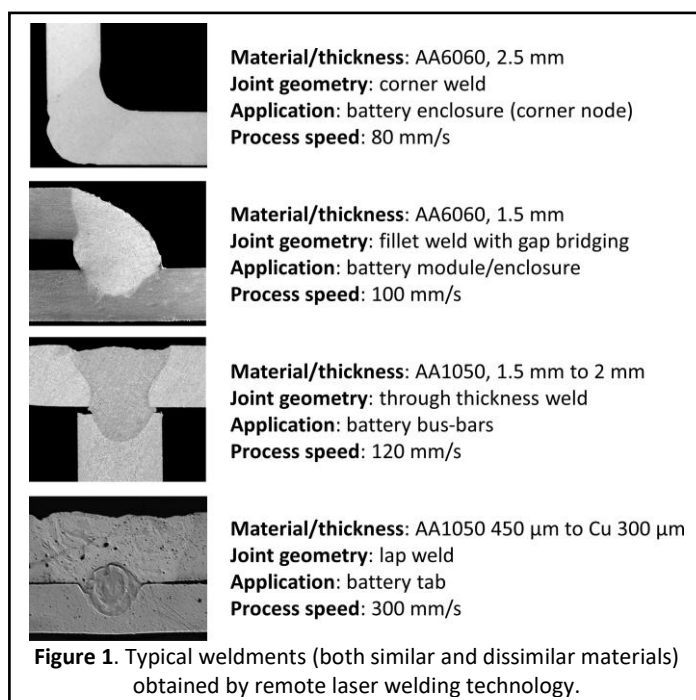 Material/thickness: AA6060, 2.5 mm
Joint geometry: corner weld
Application: battery enclosure (corner node)
Process speed: 80 mm/s
Material/thickness: AA6060, 1.5 mm
Joint geometry: fillet weld with gap bridging
Application: battery module/enclosure
Process speed: 100 mm/s
Material/thickness: AA1050, 1.5 mm to 2 mm
Joint geometry: through thickness weld
Application: battery bus-bars
Process speed: 120 mm/s
Material/thickness: AA1050 450 µm to Cu 300 µm
Joint geometry: lap weld
Application: battery tab
Process speed: 300 mm/s
Figure 1. Typical weldments (both similar and dissimilar materials)
obtained by remote laser welding technology.